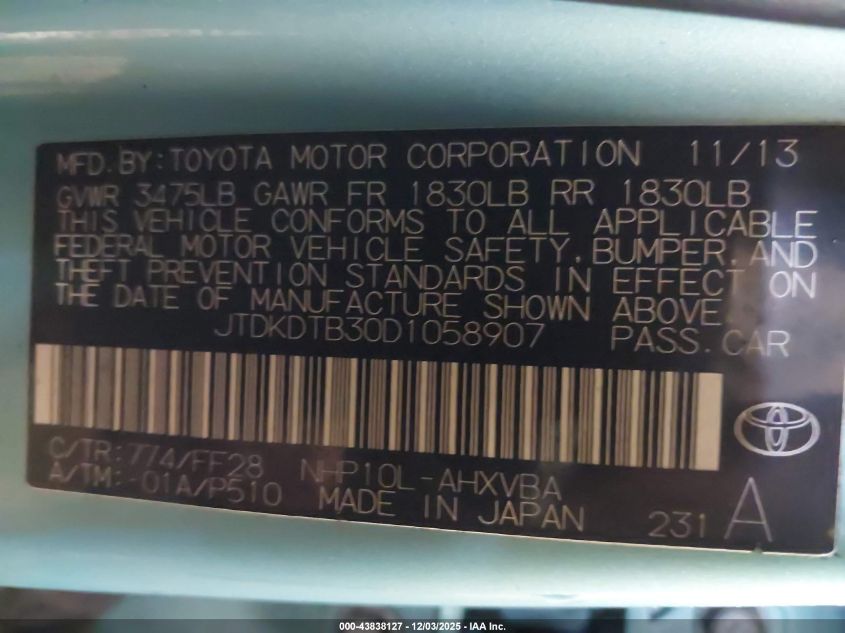 MFD.BY:TOYOTA MOTOR CORPORATION 11/13
GVWR 3475LB GAWR FR 1830LB RR 1830LB
THIS VEHICLE CONFORMS TO ALL APPLICABLE
FEDERAL MOTOR VEHICLE SAFETY,BUMPER,AND
THEFT PREVENTION STANDARDS IN EFFECT ON
THE DATE OF MANUFACTURE SHOWN ABOVE.
JTDKDTB30D1058907 PASS.CAR
C/TR:774/FF28 NHP10L-AHXVBA
A/TM:-01A/P510 MADE IN JAPAN 231 A
000-43838127 - 12/03/2025 - IAA Inc.